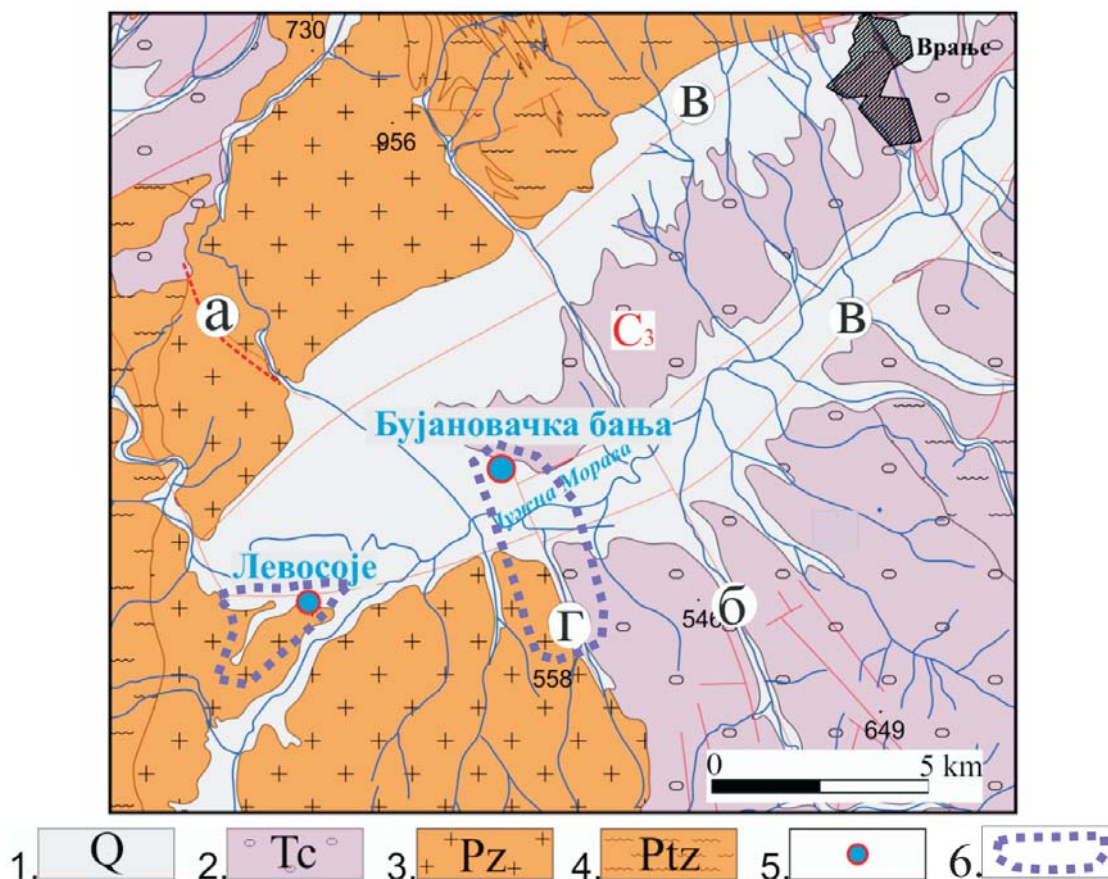 730
Врање
В
956
а
В
С₃
Бујановачка бања
Јужна Морава
Левосоје
г
б
546
558
649
0 5 km
1. Q 2. Tc 3. Pz 4. Ptz 5. 6.